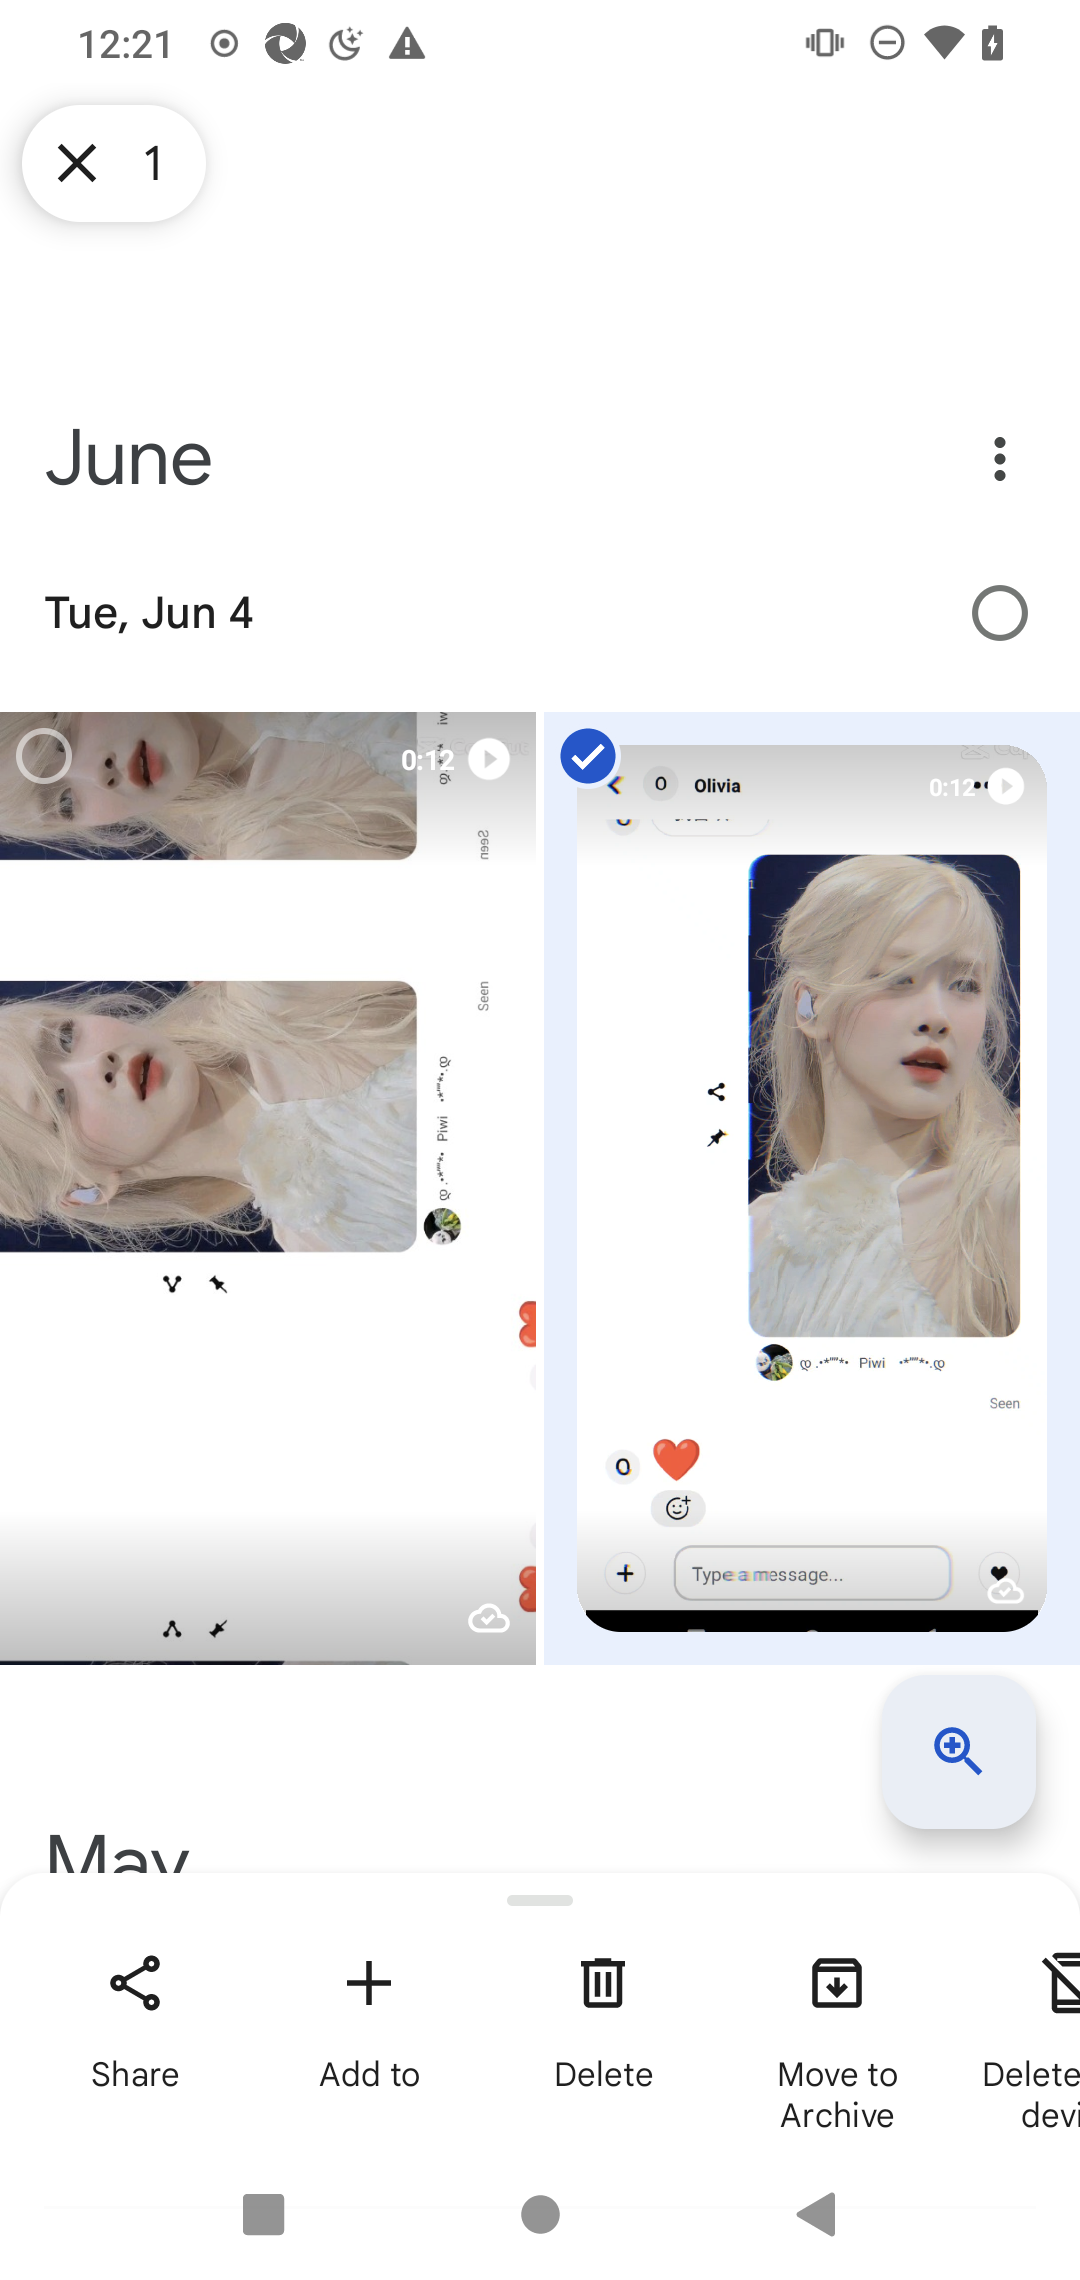 12:21
1
June
Tue, Jun 4
0:12
Seen
Seen
Piwi
O
Olivia
0:12
Piwi
Seen
O
Type a message...
May
Share
Add to
Delete
Move to
Archive
Delete
devi